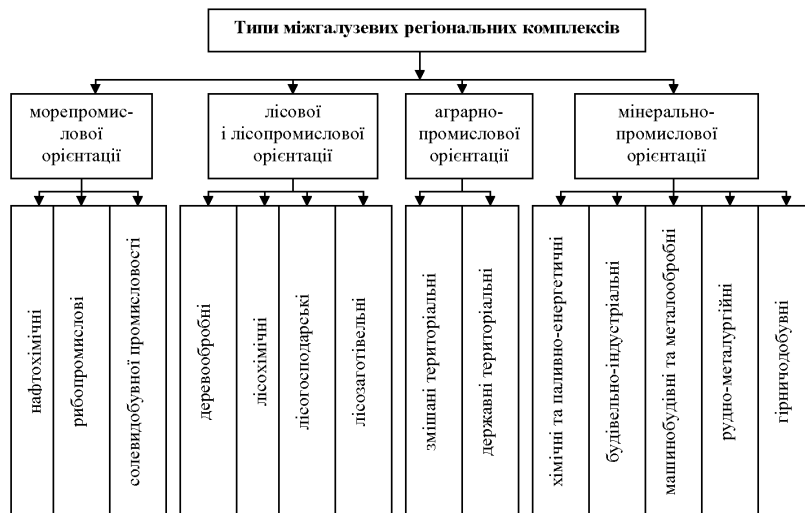 Типи міжгалузевих регіональних комплексів
морепромис-
лової
орієнтації
лісової
і лісопромислової
орієнтації
аграрно-
промислової
орієнтації
мінерально-
промислової
орієнтації
нафтохімічні
рибопромислові
солевидобувної промисловості
деревообробні
лісохімічні
лісогосподарські
лісозаготівельні
змішані територіальні
державні територіальні
хімічні та паливно-енергетичні
будівельно-індустріальні
машинобудівні та металообробні
рудно-металургійні
гірничодобувні